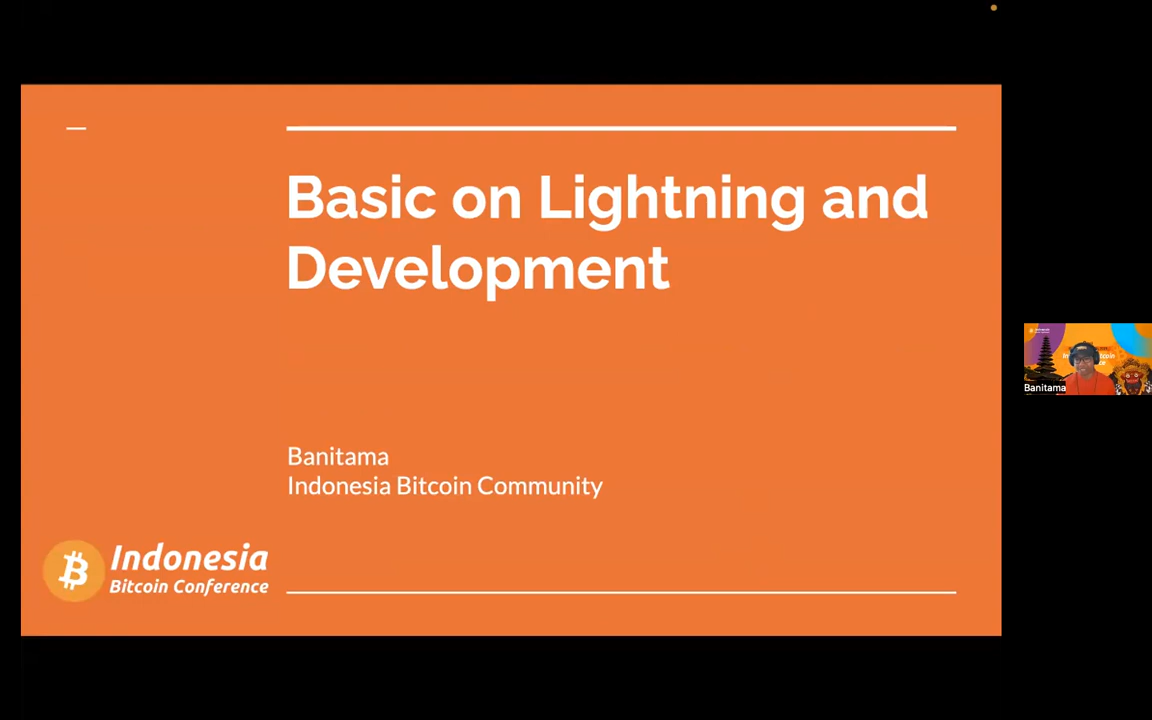 Basic on Lightning and
Development
Banitama
Indonesia Bitcoin Community
Indonesia
Bitcoin Conference
Banitama